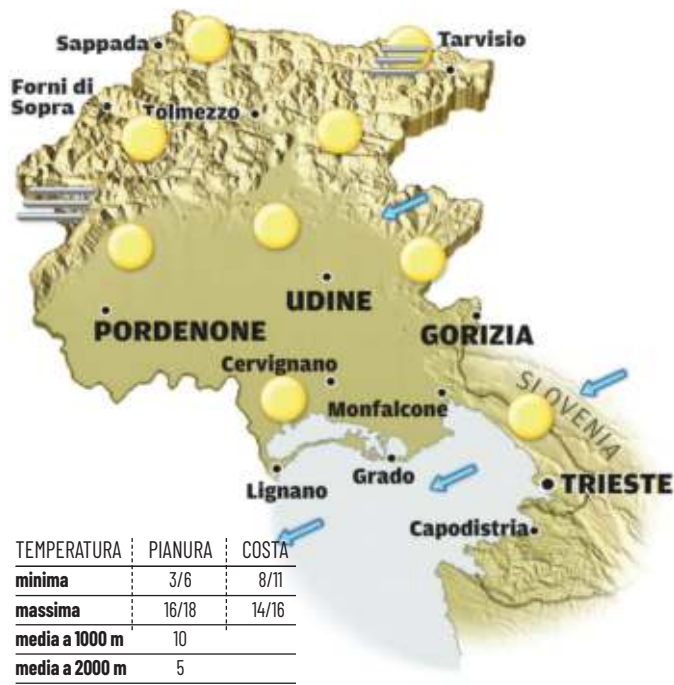 Sappada
Tarvisio
Forni di
Sopra
Tolmezzo
UDINE
PORDENONE
GORIZIA
Cervignano
SLOVENIA
Monfalcone
Grado
Lignano
TRIESTE
Capodistria
TEMPERATURA PIANURA COSTA
minima 3/6 8/11
massima 16/18 14/16
media a 1000 m 10
media a 2000 m 5